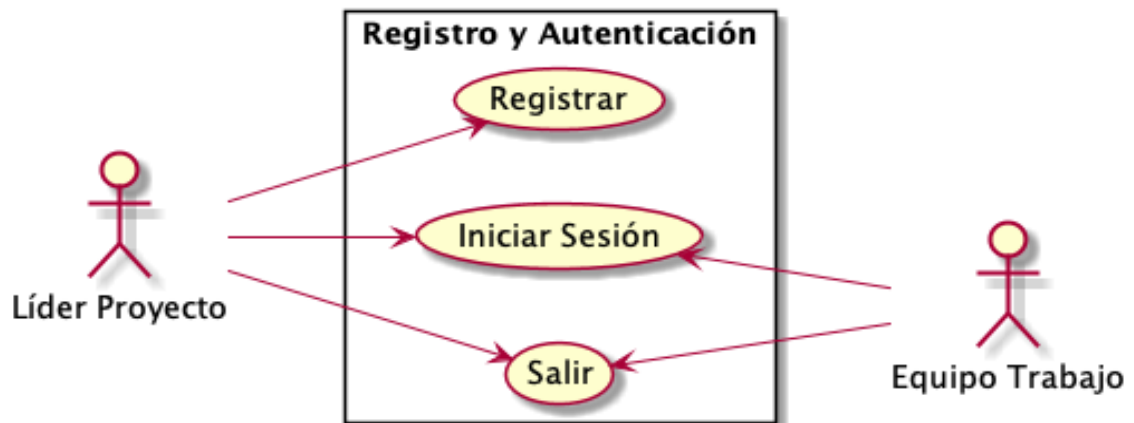 Registro y Autenticación
Registrar
Iniciar Sesión
Salir
Líder Proyecto
Equipo Trabajo